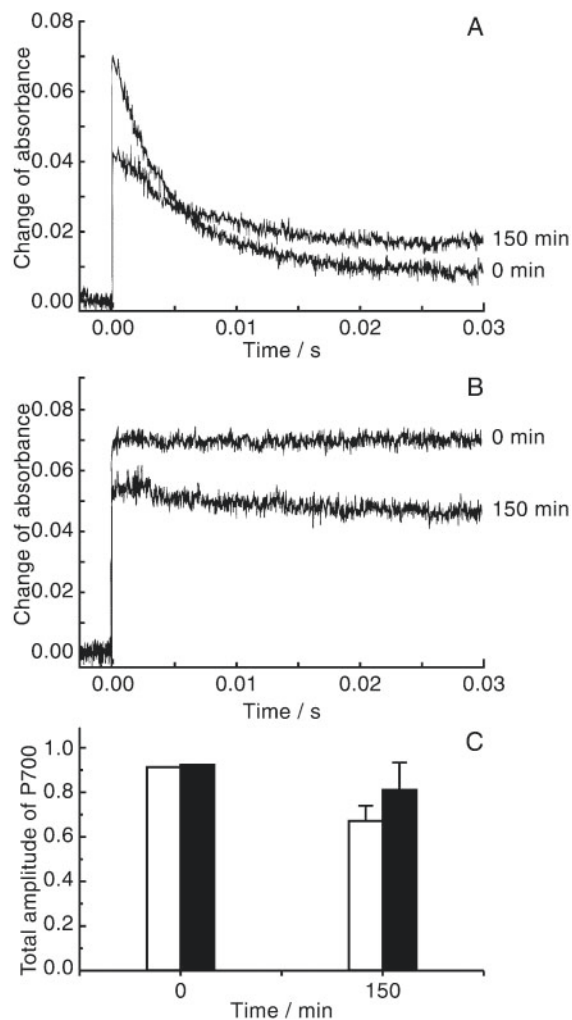 A
Change of absorbance
0.08
0.06
0.04
0.02
0.00
150 min
0 min
0.00 0.01 0.02 0.03
Time / s
B
Change of absorbance
0.08
0.06
0.04
0.02
0.00
0 min
150 min
0.00 0.01 0.02 0.03
Time / s
C
Total amplitude of P700
1.0
0.8
0.6
0.4
0.2
0.0
0 150
Time / min